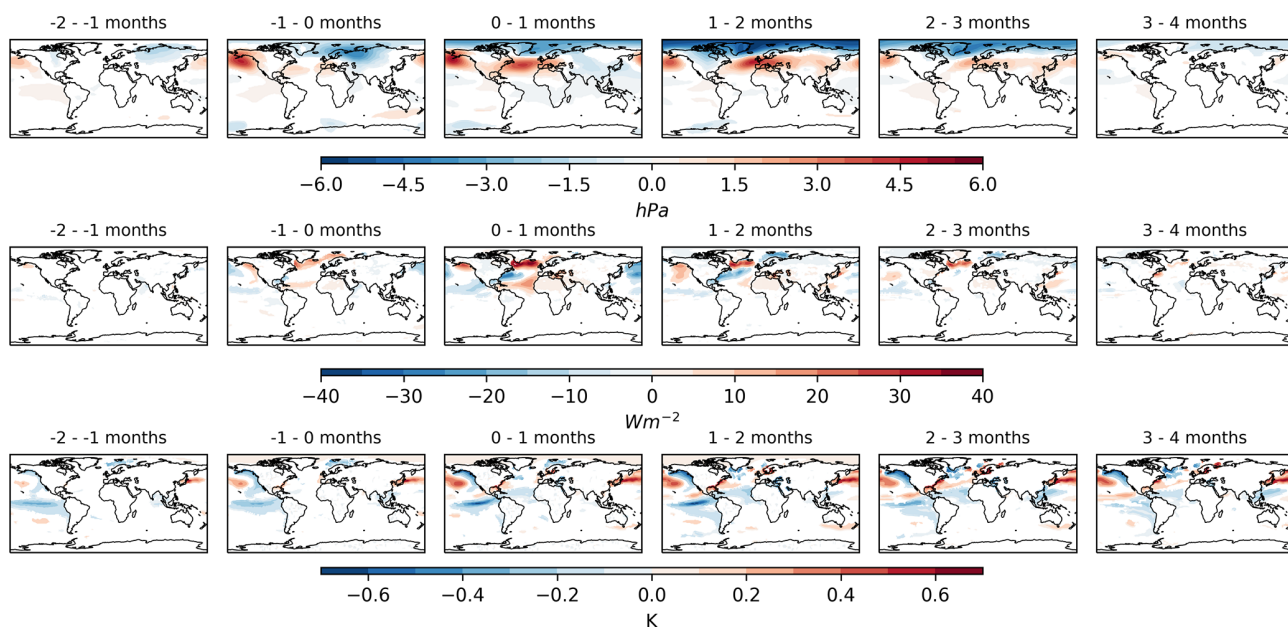 -2 - -1 months -1 - 0 months 0 - 1 months 1 - 2 months 2 - 3 months 3 - 4 months
−6.0 −4.5 −3.0 −1.5 0.0 1.5 3.0 4.5 6.0
hPa
-2 - -1 months -1 - 0 months 0 - 1 months 1 - 2 months 2 - 3 months 3 - 4 months
−40 −30 −20 −10 0 10 20 30 40
Wm⁻²
-2 - -1 months -1 - 0 months 0 - 1 months 1 - 2 months 2 - 3 months 3 - 4 months
−0.6 −0.4 −0.2 0.0 0.2 0.4 0.6
K